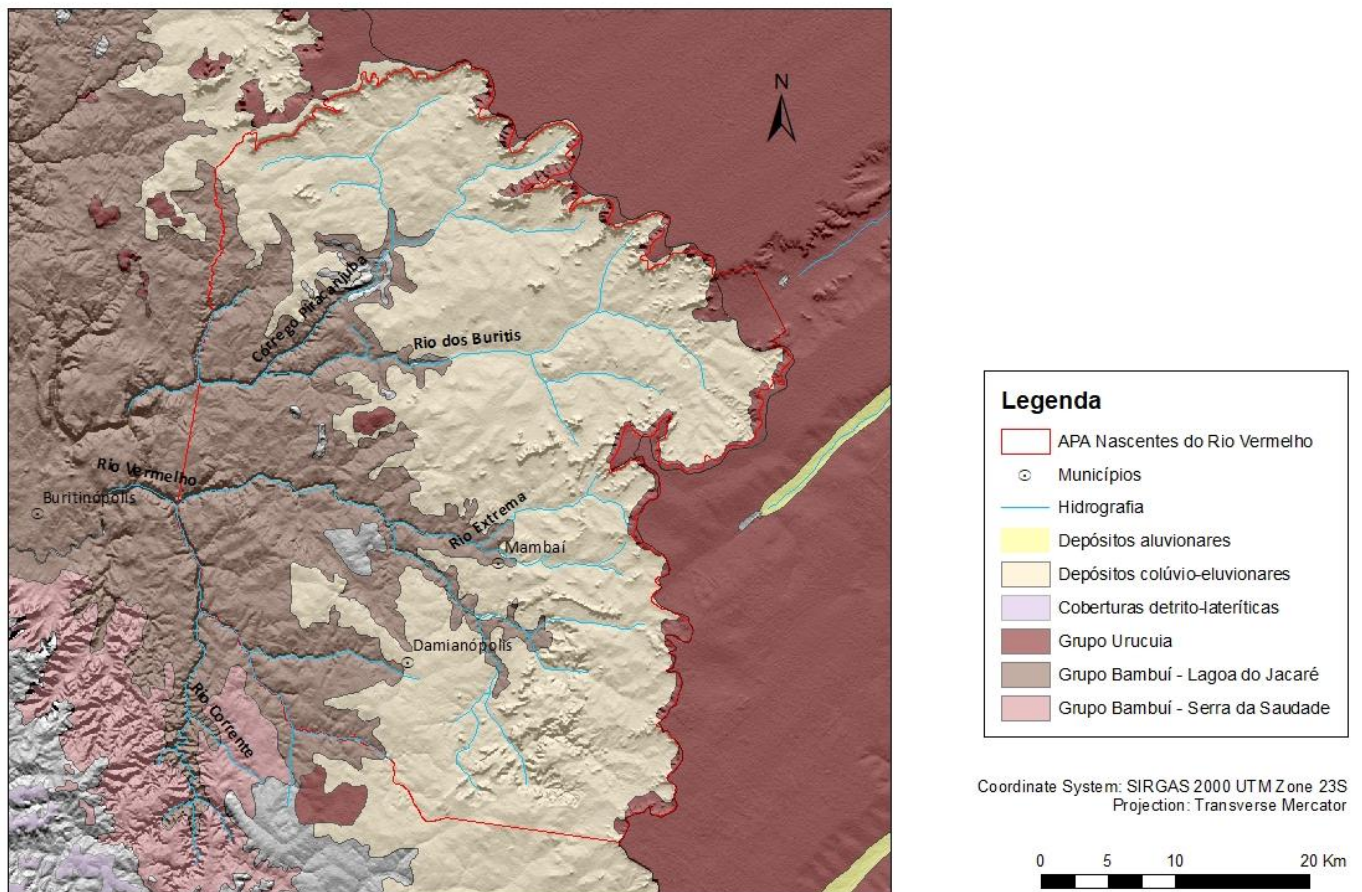 N
Córrego Piracanjuba
Rio dos Buritis
Rio Vermelho
Buritinópolis
Rio Extrema
Mambaí
Damianópolis
Rio Corrente
Legenda
APA Nascentes do Rio Vermelho
Municípios
Hidrografia
Depósitos aluvionares
Depósitos colúvio-eluvionares
Coberturas detrito-lateríticas
Grupo Urucuia
Grupo Bambuí - Lagoa do Jacaré
Grupo Bambuí - Serra da Saudade
Coordinate System: SIRGAS 2000 UTM Zone 23S
Projection: Transverse Mercator
0 5 10 20 Km